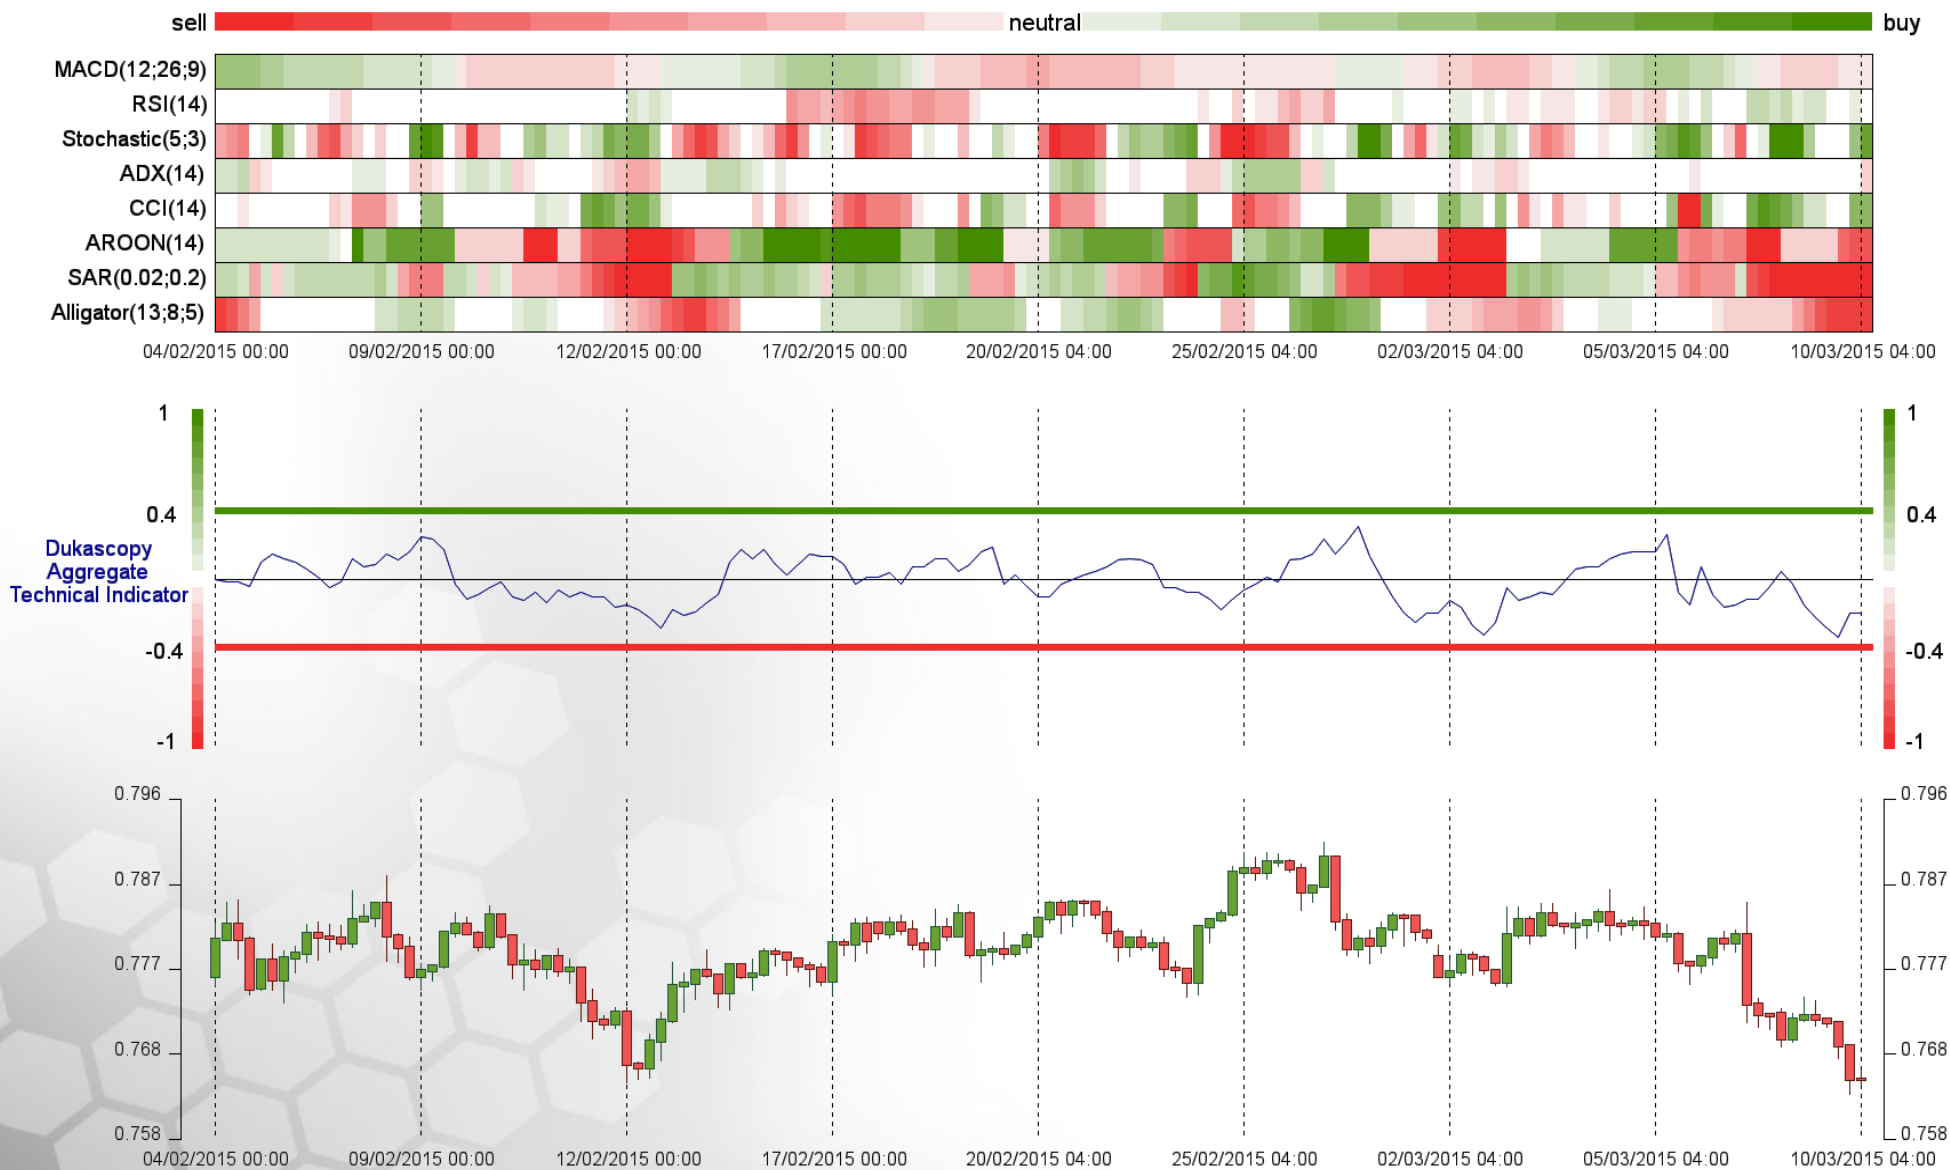 sell neutral buy
MACD(12;26;9)
RSI(14)
Stochastic(5;3)
ADX(14)
CCI(14)
AROON(14)
SAR(0.02;0.2)
Alligator(13;8;5)
04/02/2015 00:00 09/02/2015 00:00 12/02/2015 00:00 17/02/2015 00:00 20/02/2015 04:00 25/02/2015 04:00 02/03/2015 04:00 05/03/2015 04:00 10/03/2015 04:00
1 1
0.4 0.4
Dukascopy
Aggregate
Technical Indicator
-0.4 -0.4
-1 -1
0.796 0.796
0.787 0.787
0.777 0.777
0.768 0.768
0.758 0.758
04/02/2015 00:00 09/02/2015 00:00 12/02/2015 00:00 17/02/2015 00:00 20/02/2015 04:00 25/02/2015 04:00 02/03/2015 04:00 05/03/2015 04:00 10/03/2015 04:00